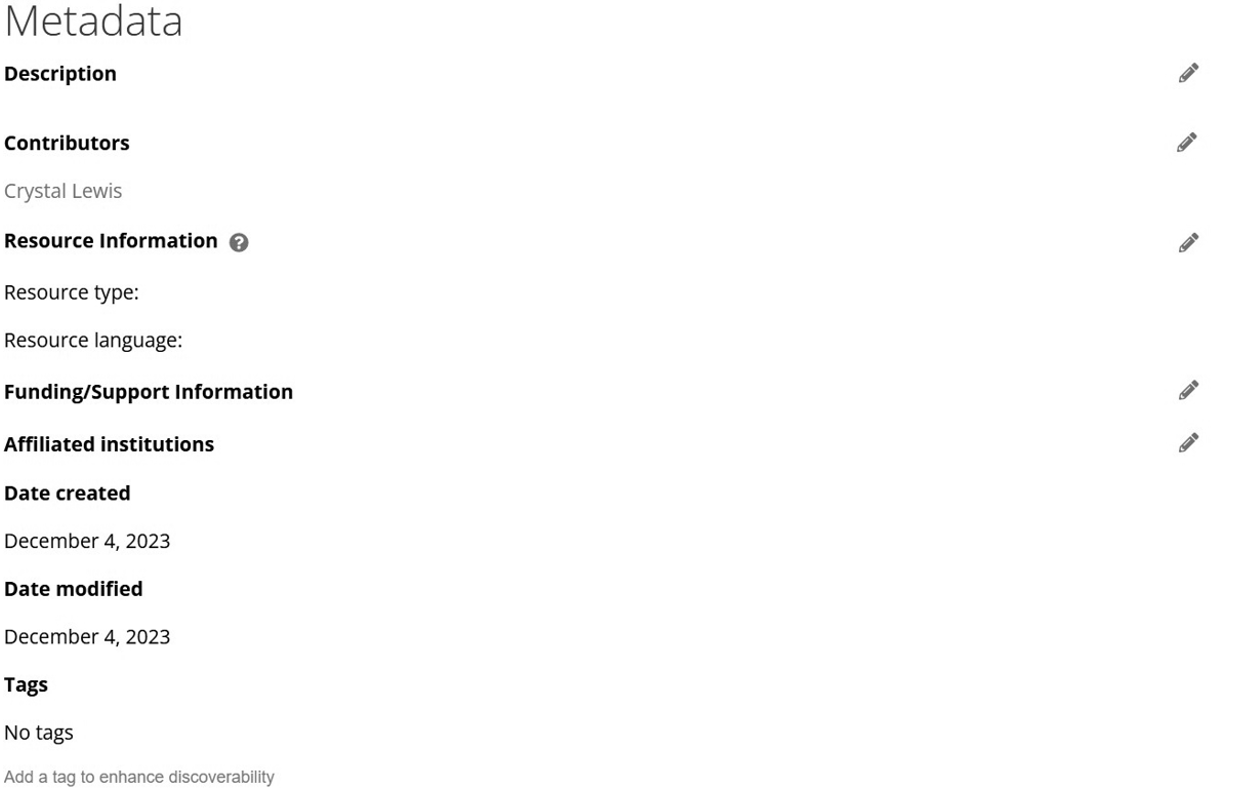 Metadata
Description
Contributors
Crystal Lewis
Resource Information ?
Resource type:
Resource language:
Funding/Support Information
Affiliated institutions
Date created
December 4, 2023
Date modified
December 4, 2023
Tags
No tags
Add a tag to enhance discoverability